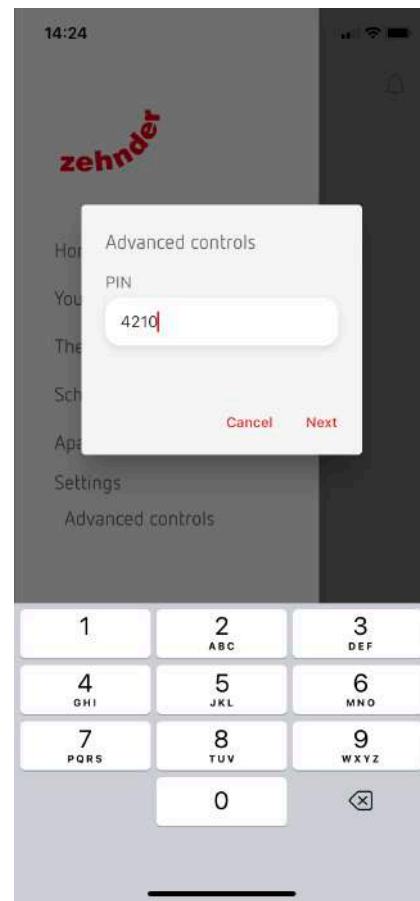 14:24
zehnder
Advanced controls
PIN
4210
Cancel
Next
Settings
Advanced controls
1
2
ABC
3
DEF
4
GHI
5
JKL
6
MNO
7
PQRS
8
TUV
9
WXYZ
0